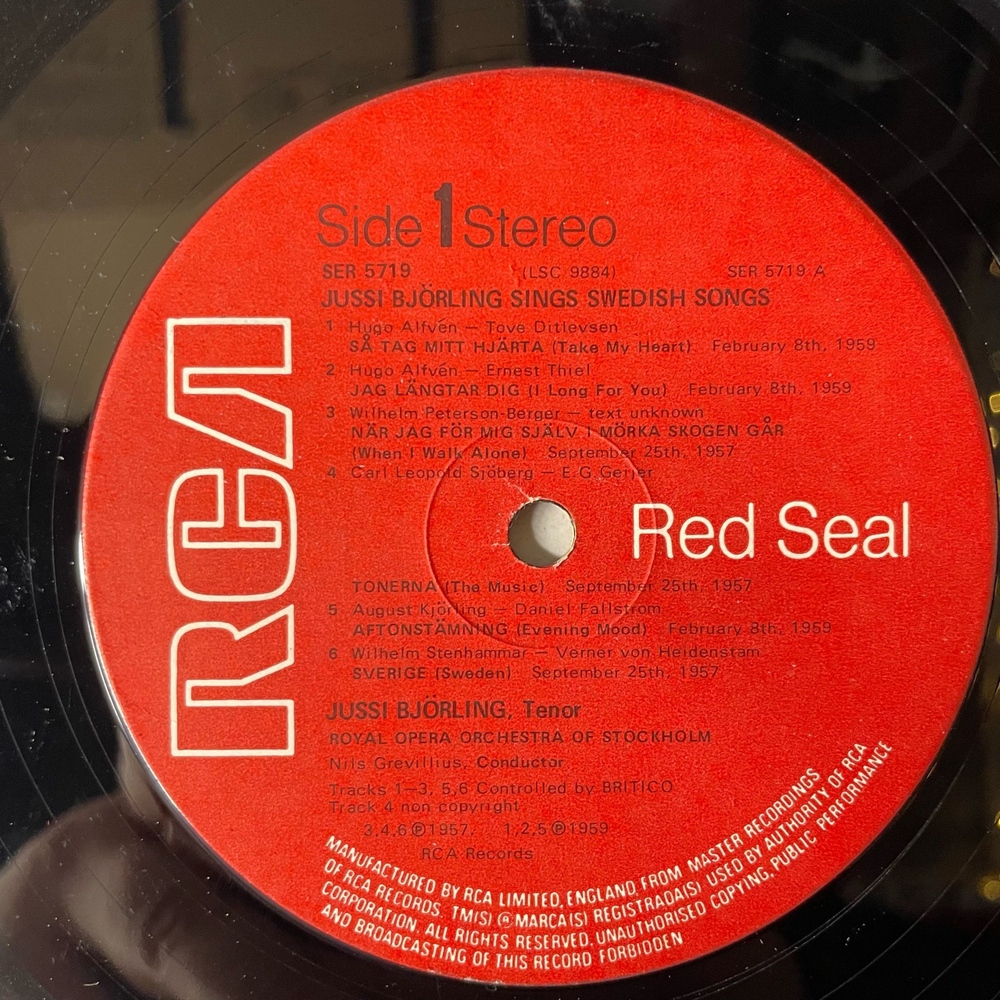 Side 1 Stereo
SER 5719 (LSC 9884) SER 5719 A
JUSSI BJÖRLING SINGS SWEDISH SONGS
1 Hugo Alfvén — Tove Ditlevsen
SÅ TAG MITT HJÄRTA (Take My Heart) February 8th, 1959
2 Hugo Alfvén — Ernest Thiel
JAG LÄNGTAR DIG (I Long For You) February 8th, 1959
3 Wilhelm Peterson-Berger — text unknown
NÄR JAG FÖR MIG SJÄLV I MÖRKA SKOGEN GÅR
(When I Walk Alone) September 25th, 1957
4 Carl Leopold Sjöberg — E.G.Gerjer
RCA
Red Seal
TONERNA (The Music) September 25th, 1957
5 August Kjörling — Daniel Fallström
AFTONSTÄMNING (Evening Mood) February 8th, 1959
6 Wilhelm Stenhammar — Verner von Heidenstam
SVERIGE (Sweden) September 25th, 1957
JUSSI BJÖRLING, Tenor
ROYAL OPERA ORCHESTRA OF STOCKHOLM
Nils Grevillius, Conductor
Tracks 1–3, 5,6 Controlled by BRITICO
Track 4 non copyright
3,4,6 ℗1957. 1,2,5 ℗1959
RCA Records
MANUFACTURED BY RCA LIMITED, ENGLAND, FROM MASTER RECORDINGS
OF RCA RECORDS. TM(S) ® MARCA(S) REGISTRADA(S) USED BY AUTHORITY OF RCA
CORPORATION. ALL RIGHTS RESERVED. UNAUTHORISED COPYING, PUBLIC PERFORMANCE
AND BROADCASTING OF THIS RECORD FORBIDDEN